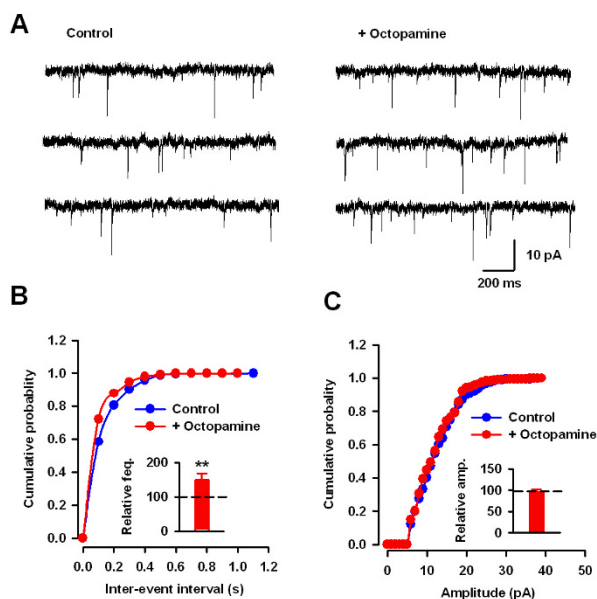 A
Control
+ Octopamine
10 pA
200 ms
B
1.2
1.0
0.8
0.6
0.4
0.2
0.0
Cumulative probablity
Control
+ Octopamine
200
100
0
Relative feq.
**
0.0 0.2 0.4 0.6 0.8 1.0 1.2
Inter-event interval (s)
C
1.2
1.0
0.8
0.6
0.4
0.2
0.0
Cumulative probability
Control
+ Octopamine
150
100
50
0
Relative amp.
0 10 20 30 40 50
Amplitude (pA)